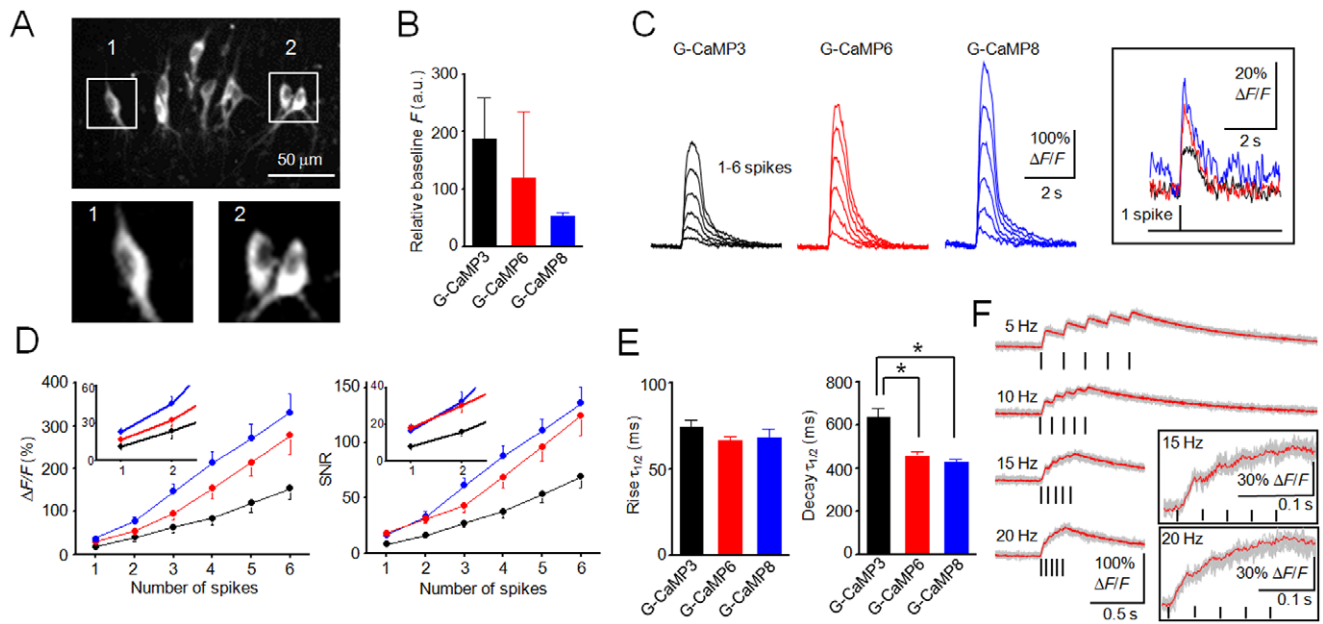 A
1
2
50 μm
1
2
B
Relative baseline F (a.u.)
300
200
100
0
G-CaMP3
G-CaMP6
G-CaMP8
C
G-CaMP3
G-CaMP6
G-CaMP8
1-6 spikes
100%
ΔF/F
2 s
20%
ΔF/F
2 s
1 spike
D
ΔF/F (%)
400
300
200
100
0
60
30
0
1
2
1
2
3
4
5
6
Number of spikes
SNR
150
100
50
0
40
20
0
1
2
1
2
3
4
5
6
Number of spikes
E
Rise τ1/2 (ms)
100
50
0
G-CaMP3
G-CaMP6
G-CaMP8
Decay τ1/2 (ms)
800
600
400
200
0
*
*
G-CaMP3
G-CaMP6
G-CaMP8
F
5 Hz
10 Hz
15 Hz
20 Hz
100%
ΔF/F
0.5 s
15 Hz
30% ΔF/F
0.1 s
20 Hz
30% ΔF/F
0.1 s